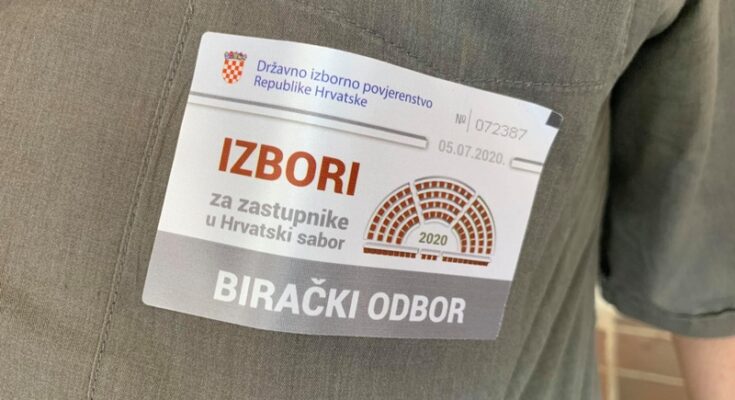 Državno izborno povjerenstvo
Republike Hrvatske
№ 072387
05.07.2020.
IZBORI
za zastupnike
u Hrvatski sabor
2020
BIRAČKI ODBOR